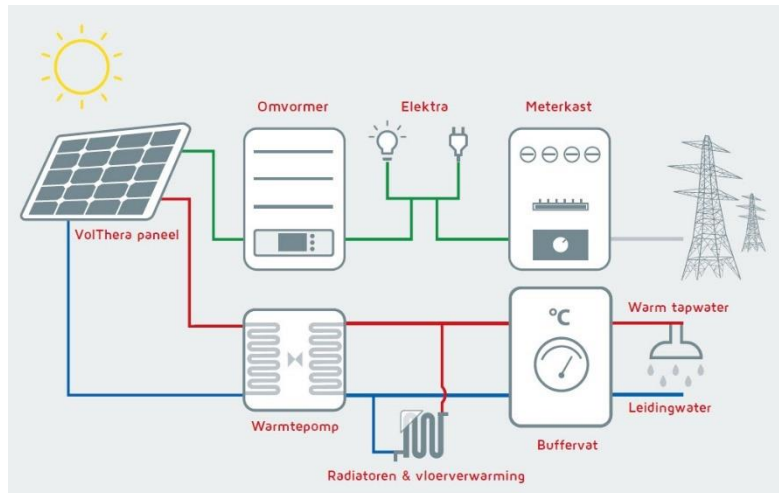 Omvormer
Elektra
Meterkast
VolThera paneel
°C
Warm tapwater
Warmtepomp
Leidingwater
Buffervat
Radiatoren & vloerverwarming